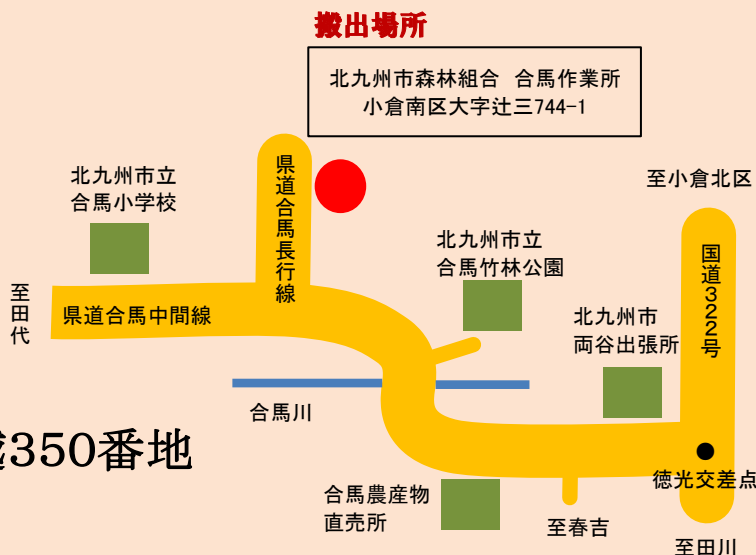 搬出場所
北九州市森林組合 合馬作業所
小倉南区大字辻三744-1
北九州市立
合馬小学校
県道合馬長行線
至小倉北区
北九州市立
合馬竹林公園
国道322号
至田代
県道合馬中間線
北九州市
両谷出張所
合馬川
350番地
徳光交差点
合馬農産物
直売所
至春吉
至田川